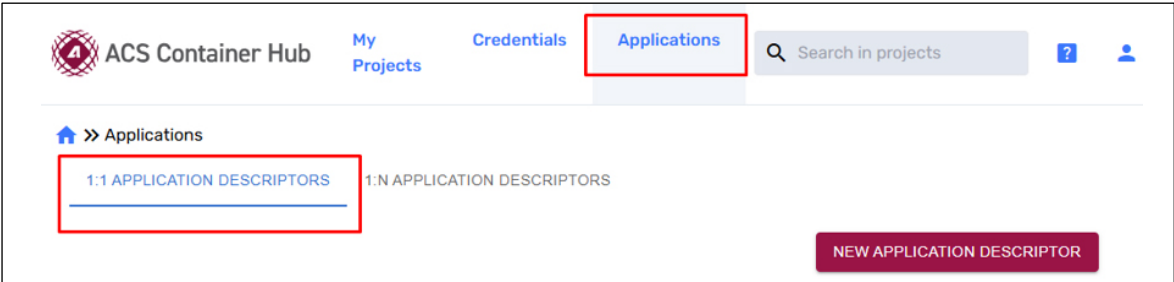 ACS Container Hub
My Projects
Credentials
Applications
Search in projects
?
>> Applications
1:1 APPLICATION DESCRIPTORS
1:N APPLICATION DESCRIPTORS
NEW APPLICATION DESCRIPTOR